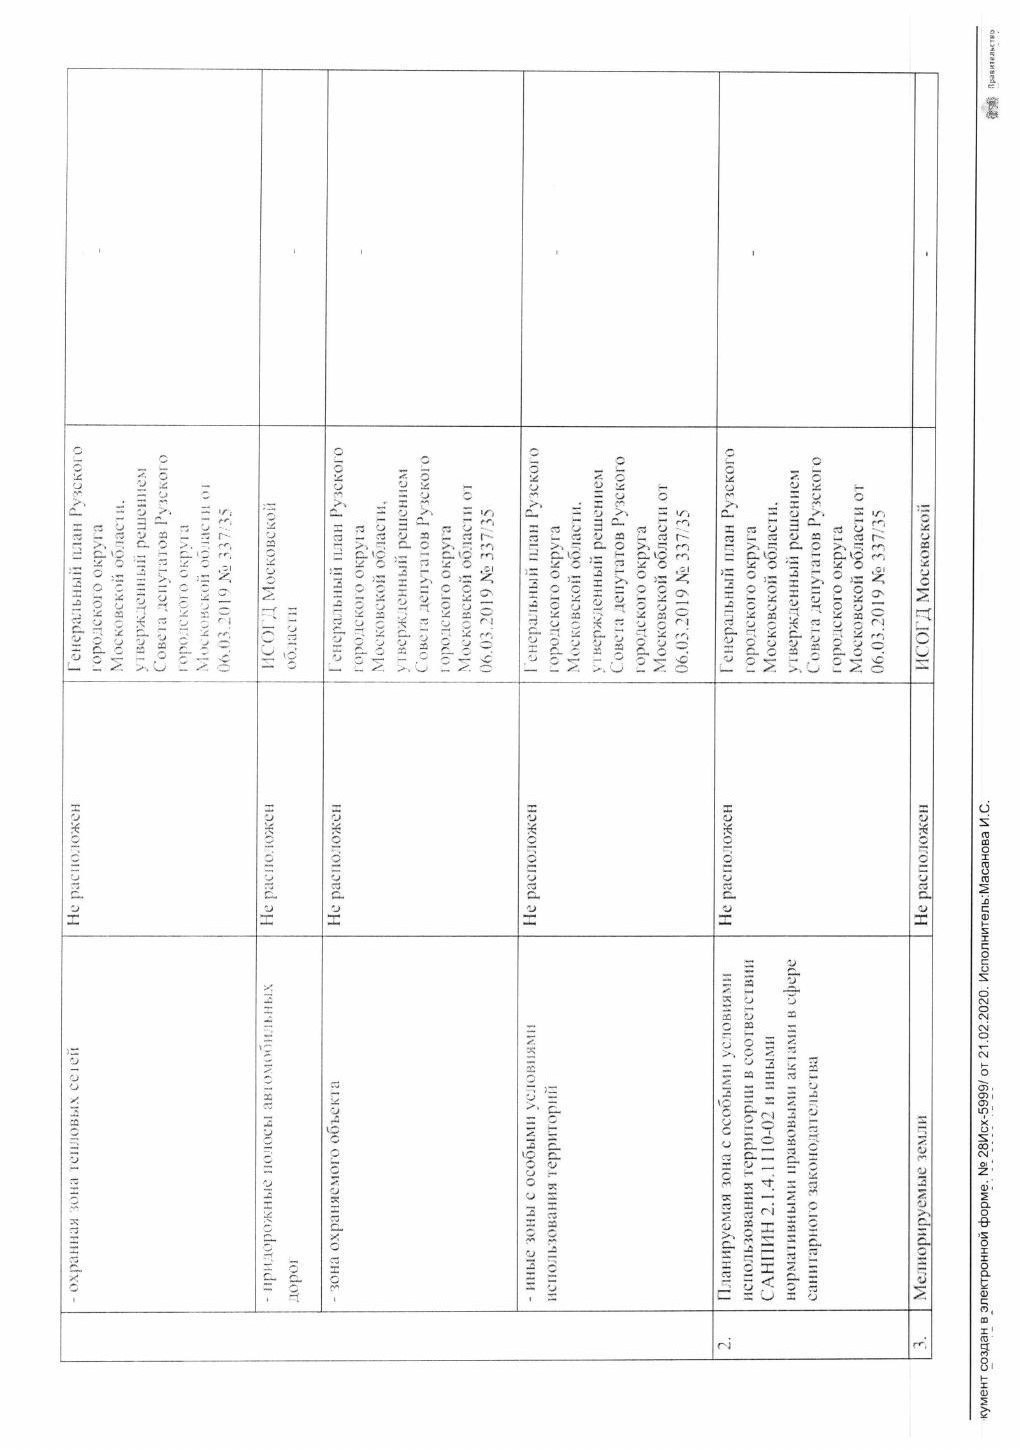 - охранная зона тепловых сетей
Не расположен
Генеральный план Рузского
городского округа
Московской области,
утвержденный решением
Совета депутатов Рузского
городского округа
Московской области от
06.03.2019 № 337/35
-
- придорожные полосы автомобильных
дорог
Не расположен
ИСОГД Московской
области
-
- зона охраняемого объекта
Не расположен
Генеральный план Рузского
городского округа
Московской области,
утвержденный решением
Совета депутатов Рузского
городского округа
Московской области от
06.03.2019 № 337/35
-
- иные зоны с особыми условиями
использования территорий
Не расположен
Генеральный план Рузского
городского округа
Московской области,
утвержденный решением
Совета депутатов Рузского
городского округа
Московской области от
06.03.2019 № 337/35
-
2.
Планируемая зона с особыми условиями
использования территории в соответствии
САНПИН 2.1.4.1110-02 и иными
нормативными правовыми актами в сфере
санитарного законодательства
Не расположен
Генеральный план Рузского
городского округа
Московской области,
утвержденный решением
Совета депутатов Рузского
городского округа
Московской области от
06.03.2019 № 337/35
-
3.
Мелиорируемые земли
Не расположен
ИСОГД Московской
-
кумент создан в электронной форме. № 28Исх-5999/ от 21.02.2020. Исполнитель:Масанова И.С.
Правительство